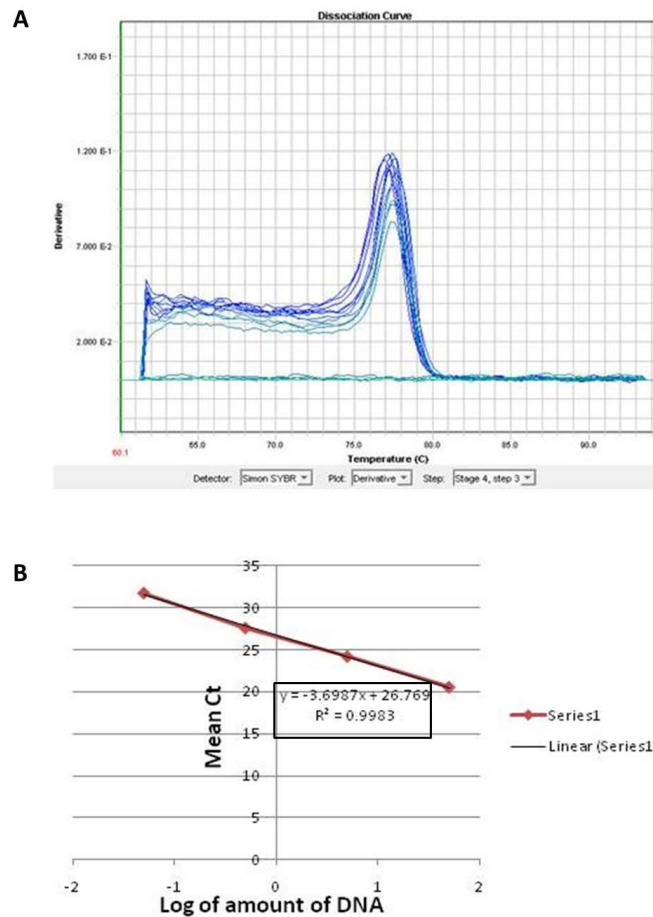 A
Dissociation Curve
1.700 E-1
1.200 E-1
7.000 E-2
2.000 E-2
Derivative
60.1
65.0 70.0 75.0 80.0 85.0 90.0
Temperature (C)
Detector: Simon SYBR Plot: Derivative Step: Stage 4, step 3
B
35
30
25
20
15
10
5
0
Mean Ct
y = -3.6987x + 26.769
R² = 0.9983
Series1
Linear (Series1
-2 -1 0 1 2
Log of amount of DNA